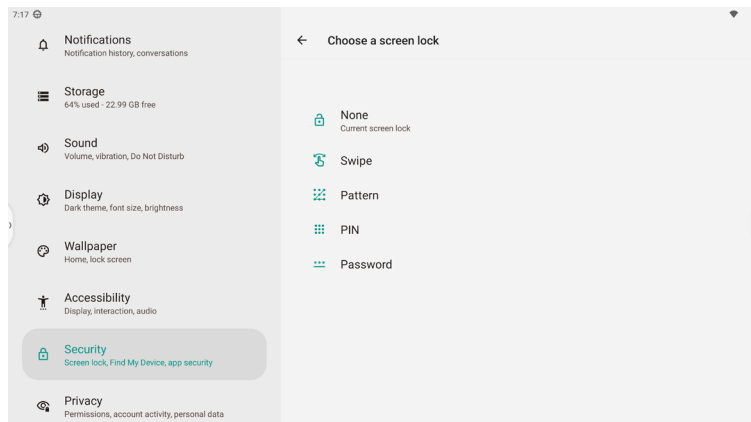 7:17
Notifications
Notification history, conversations
Storage
64% used - 22.99 GB free
Sound
Volume, vibration, Do Not Disturb
Display
Dark theme, font size, brightness
Wallpaper
Home, lock screen
Accessibility
Display, interaction, audio
Security
Screen lock, Find My Device, app security
Privacy
Permissions, account activity, personal data
Choose a screen lock
None
Current screen lock
Swipe
Pattern
PIN
Password